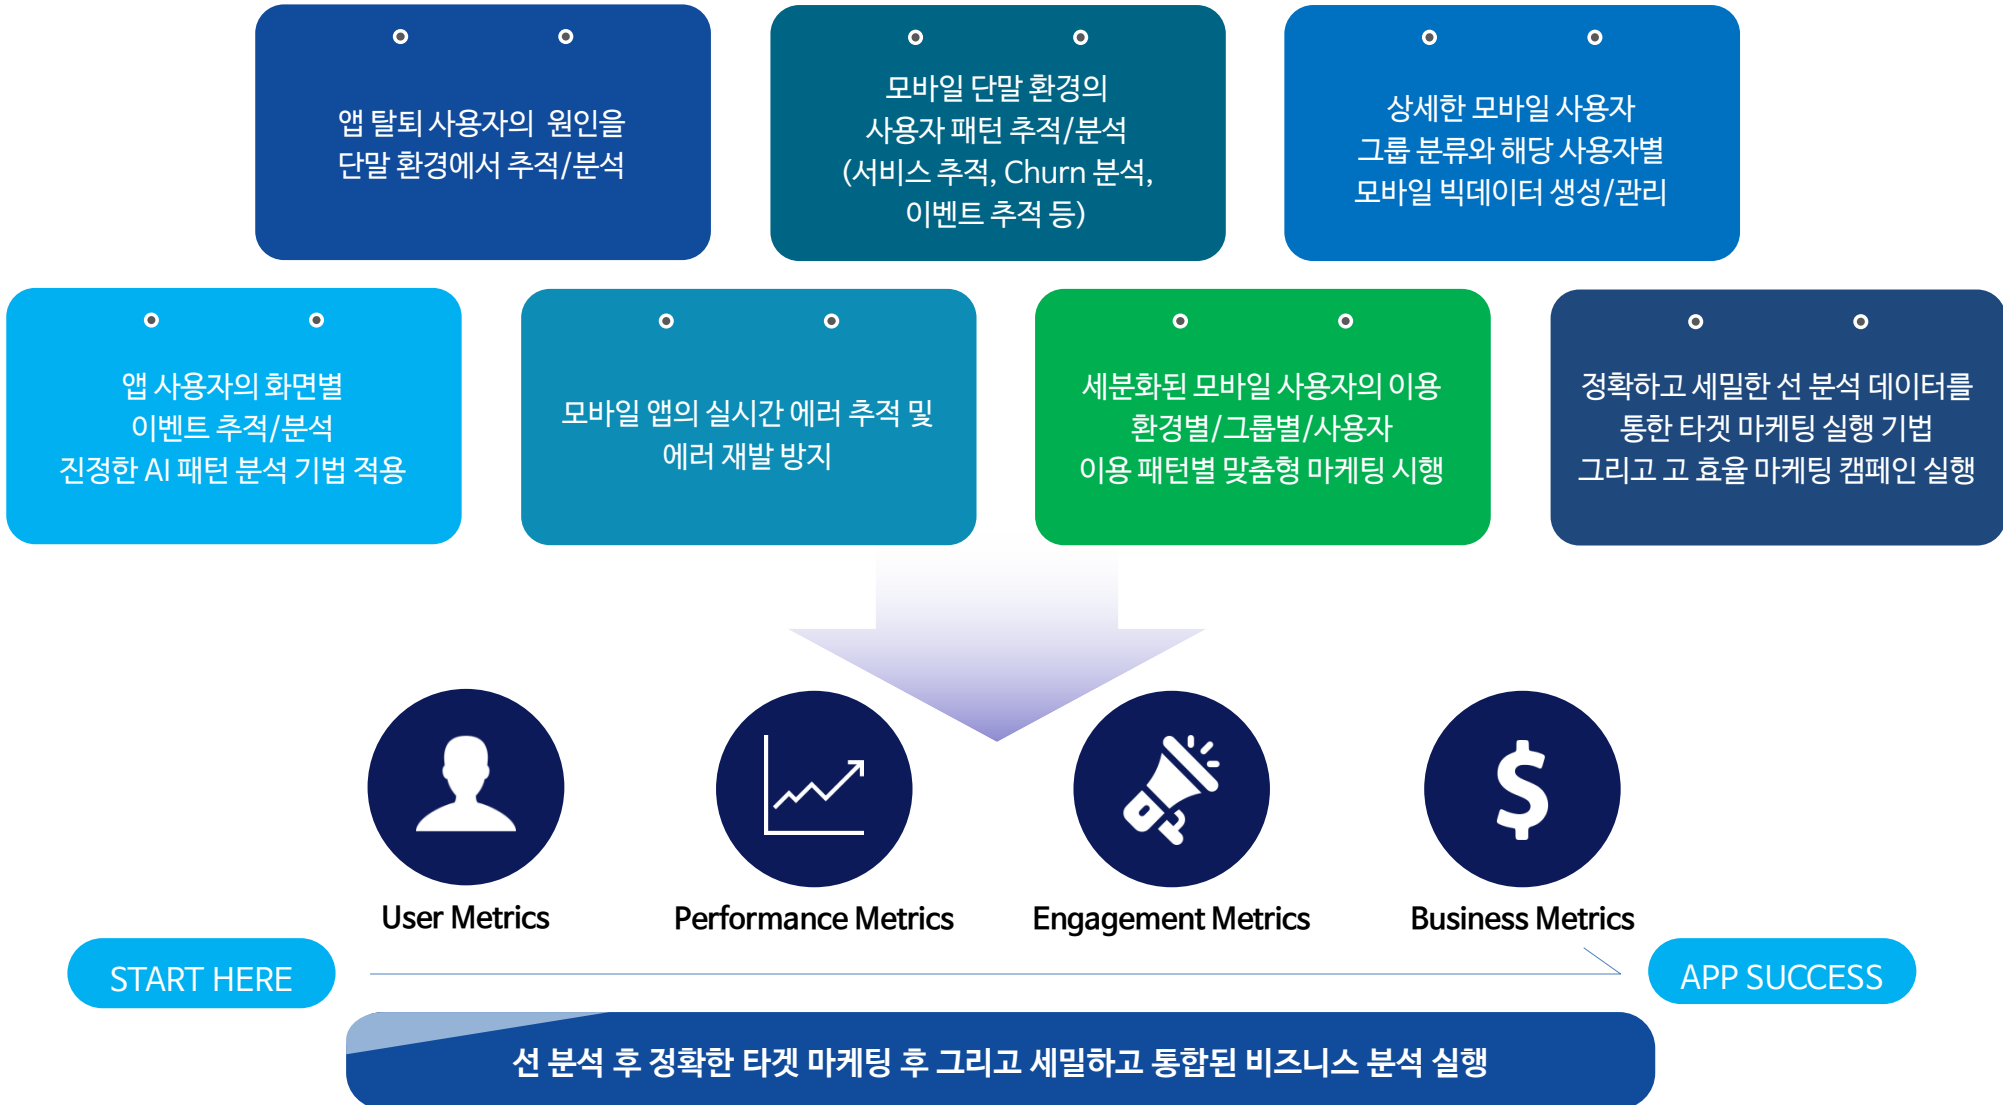 앱 탈퇴 사용자의 원인을
단말 환경에서 추적/분석
모바일 단말 환경의
사용자 패턴 추적/분석
(서비스 추적, Churn 분석,
이벤트 추적 등)
상세한 모바일 사용자
그룹 분류와 해당 사용자별
모바일 빅데이터 생성/관리
앱 사용자의 화면별
이벤트 추적/분석
진정한 AI 패턴 분석 기법 적용
모바일 앱의 실시간 에러 추적 및
에러 재발 방지
세분화된 모바일 사용자의 이용
환경별/그룹별/사용자
이용 패턴별 맞춤형 마케팅 시행
정확하고 세밀한 선 분석 데이터를
통한 타겟 마케팅 실행 기법
그리고 고 효율 마케팅 캠페인 실행
User Metrics
Performance Metrics
Engagement Metrics
Business Metrics
START HERE
APP SUCCESS
선 분석 후 정확한 타겟 마케팅 후 그리고 세밀하고 통합된 비즈니스 분석 실행